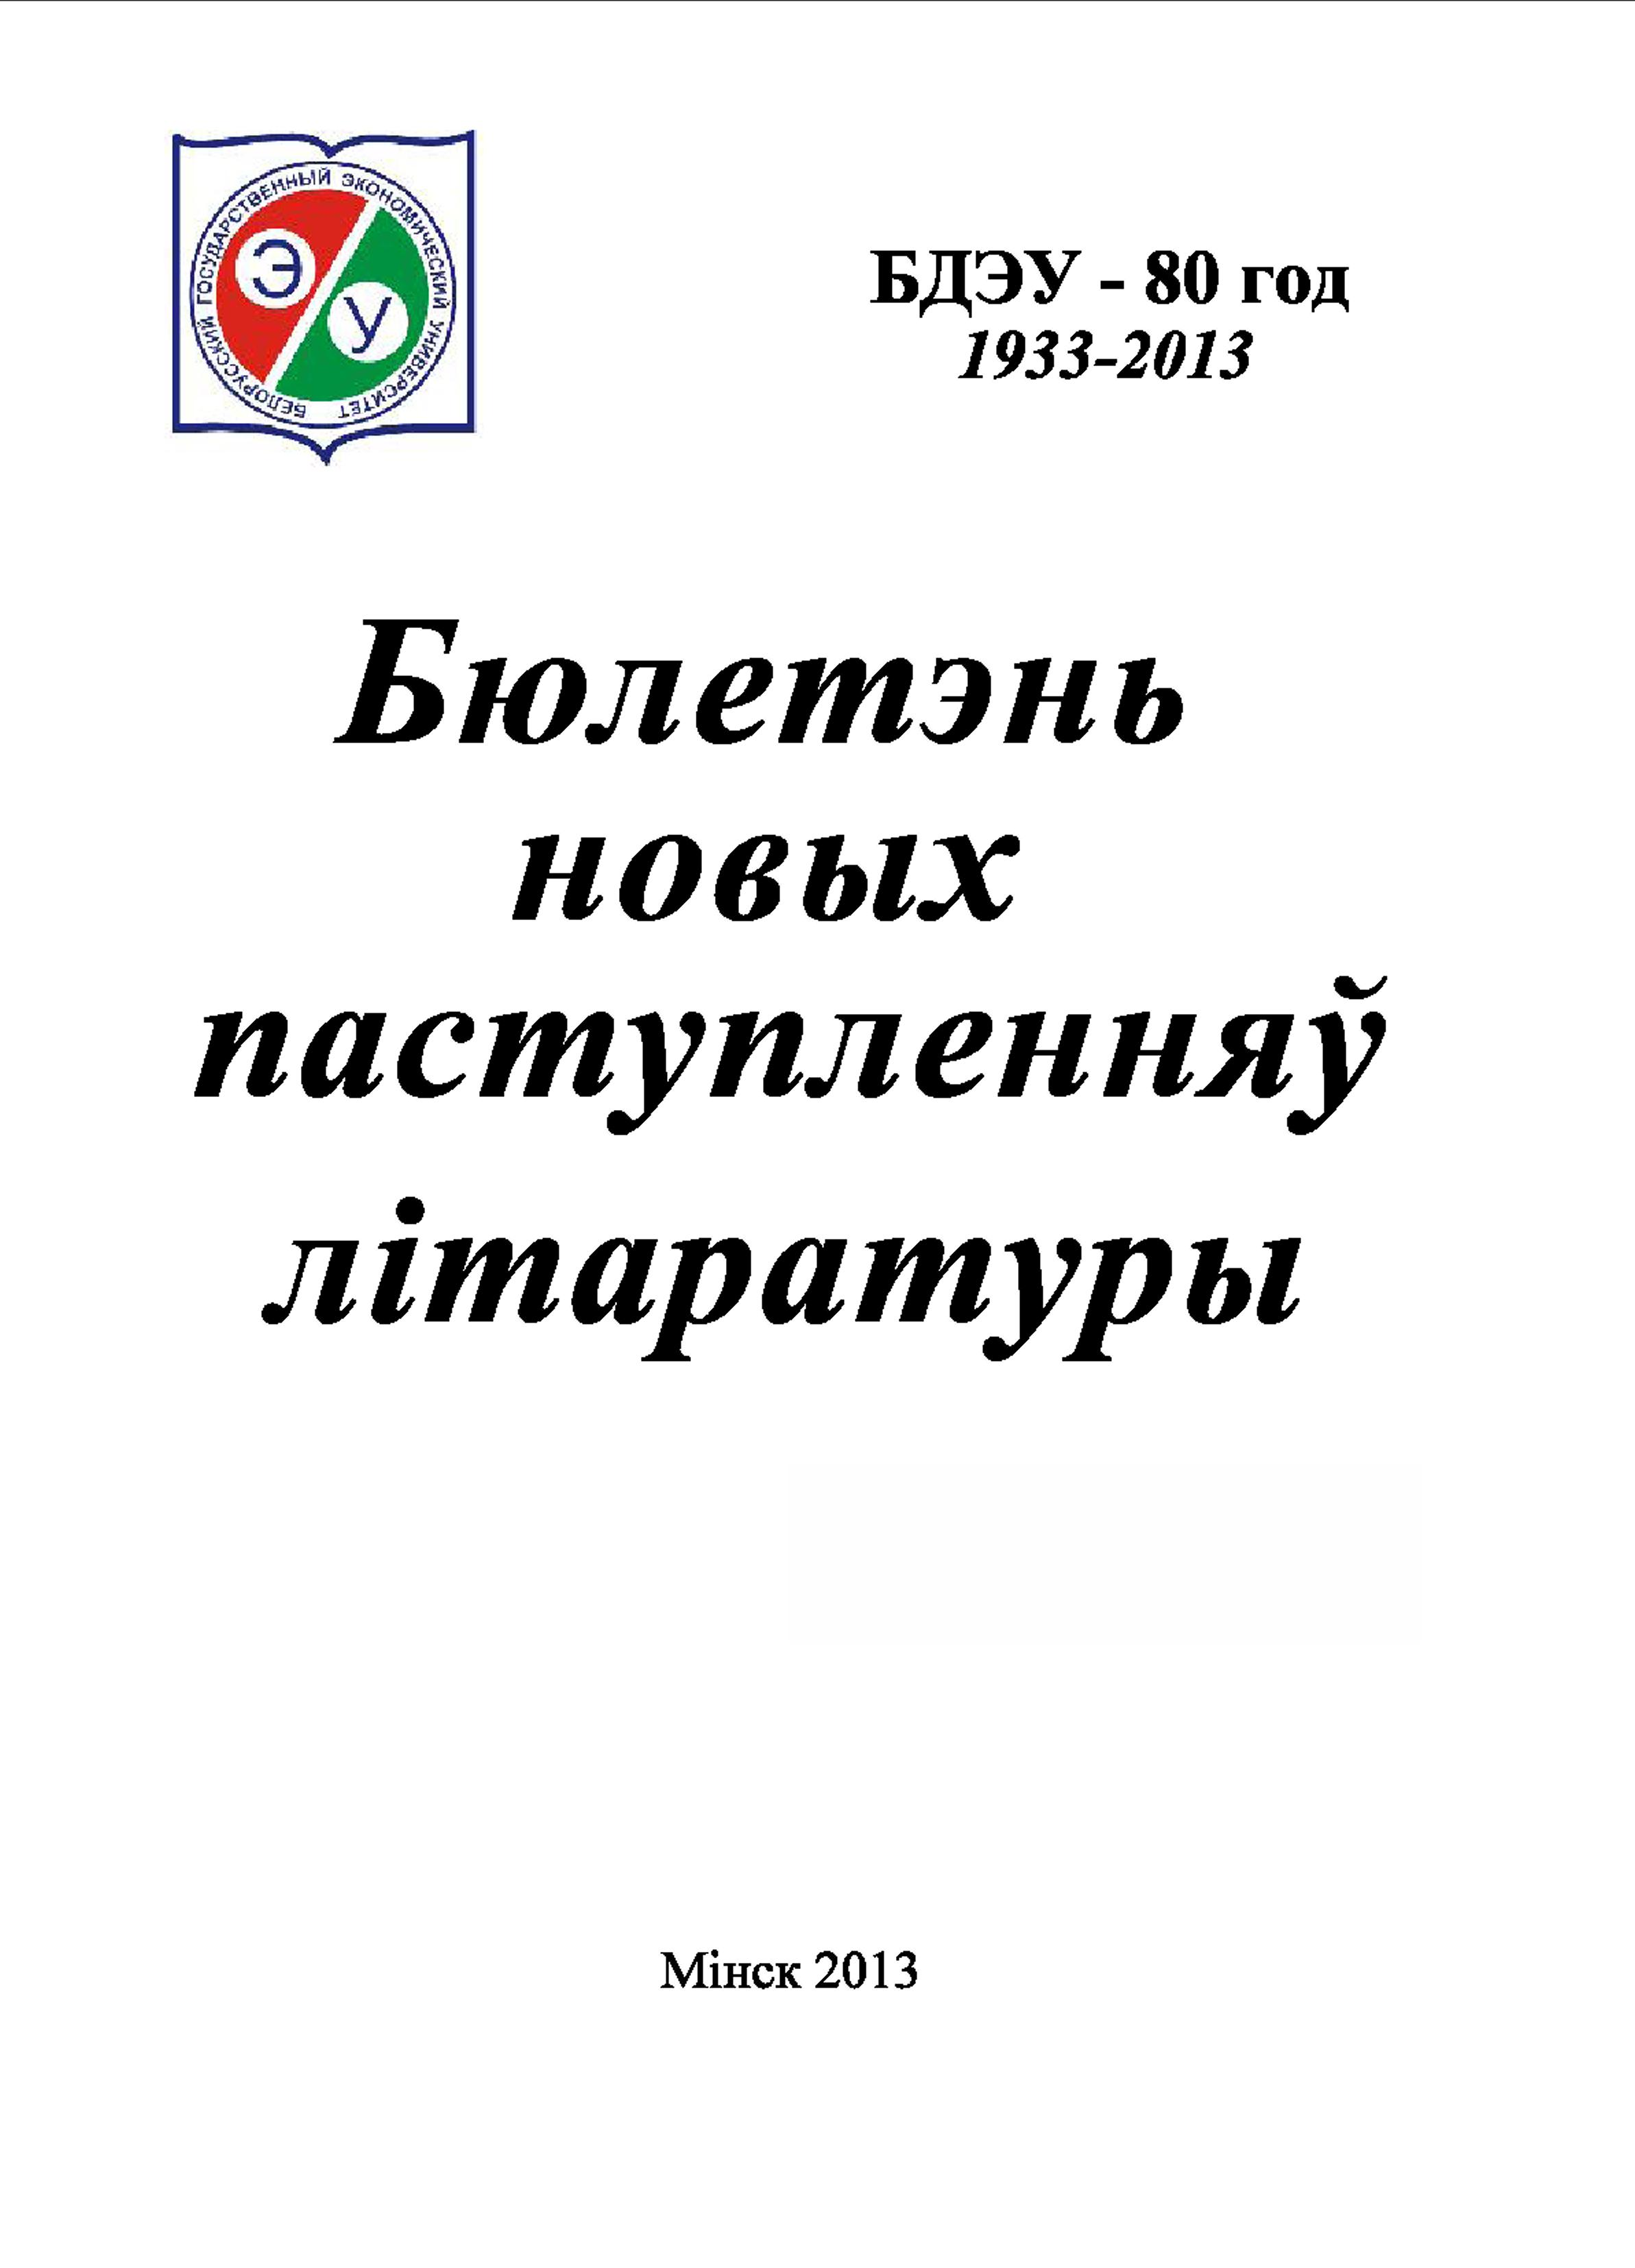 БЕЛОРУССКИЙ ГОСУДАРСТВЕННЫЙ ЭКОНОМИЧЕСКИЙ УНИВЕРСИТЕТ
Э
У
БДЭУ - 80 год
1933-2013
Бюлетэнь
новых
паступленняў
літаратуры
Мінск 2013